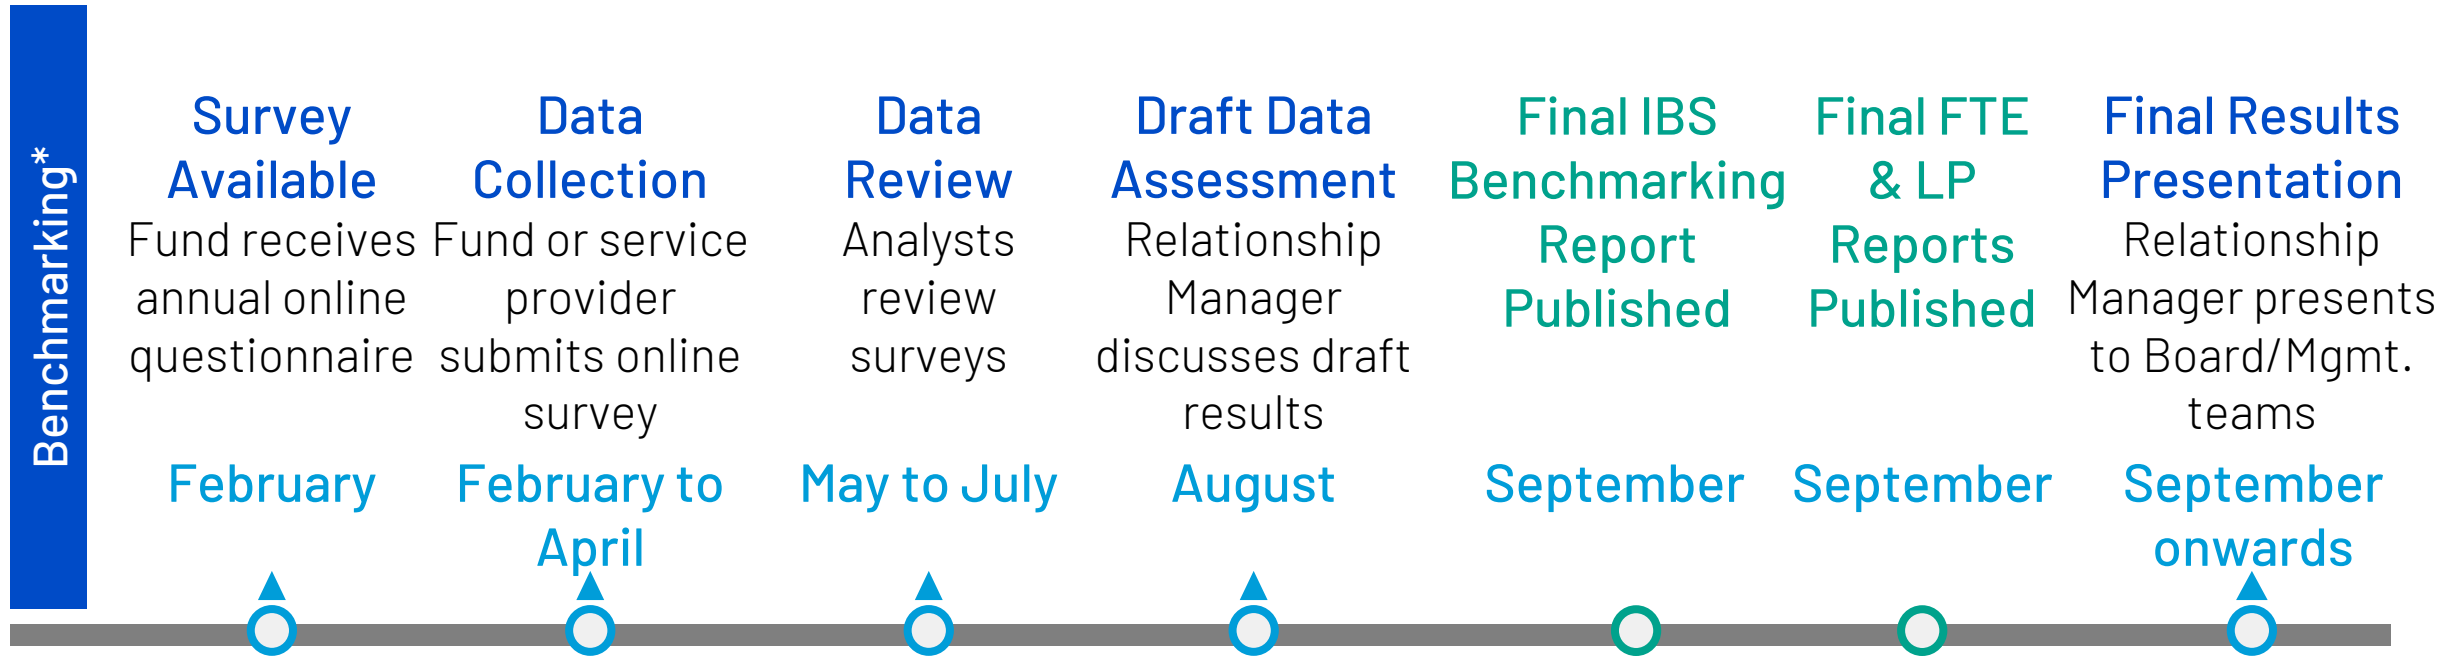 Benchmarking*
Survey
Available
Fund receives
annual online
questionnaire
February
Data
Collection
Fund or service
provider
submits online
survey
February to
April
Data
Review
Analysts
review
surveys
May to July
Draft Data
Assessment
Relationship
Manager
discusses draft
results
August
Final IBS
Benchmarking
Report
Published
September
Final FTE
& LP
Reports
Published
September
Final Results
Presentation
Relationship
Manager presents
to Board/Mgmt.
teams
September
onwards